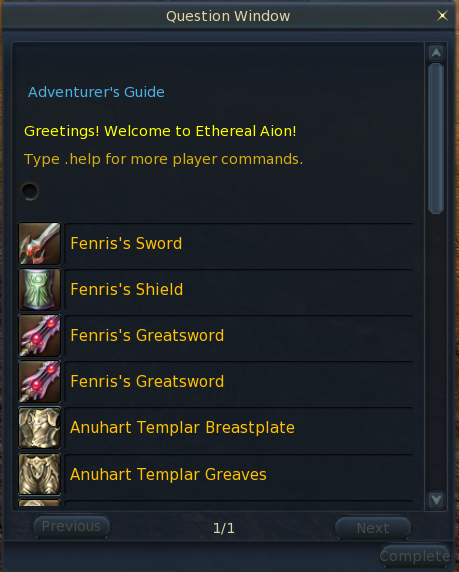 Question Window
Adventurer's Guide
Greetings! Welcome to Ethereal Aion!
Type .help for more player commands.
Fenris's Sword
Fenris's Shield
Fenris's Greatsword
Fenris's Greatsword
Anuhart Templar Breastplate
Anuhart Templar Greaves
Previous
1/1
Next
Complete